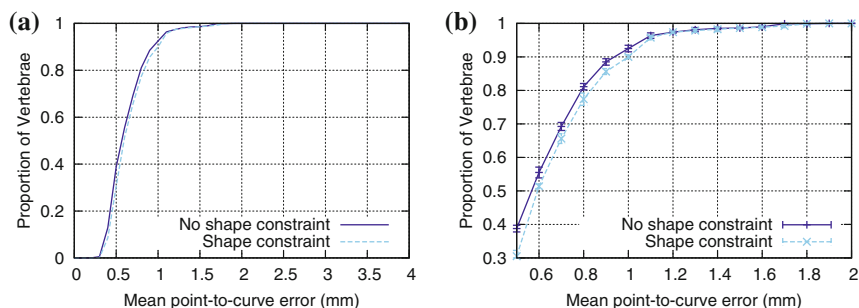 (a)
Proportion of Vertebrae
1
0.8
0.6
0.4
0.2
0
No shape constraint
Shape constraint
0 0.5 1 1.5 2 2.5 3 3.5 4
Mean point-to-curve error (mm)
(b)
Proportion of Vertebrae
1
0.9
0.8
0.7
0.6
0.5
0.4
0.3
No shape constraint
Shape constraint
0.6 0.8 1 1.2 1.4 1.6 1.8 2
Mean point-to-curve error (mm)